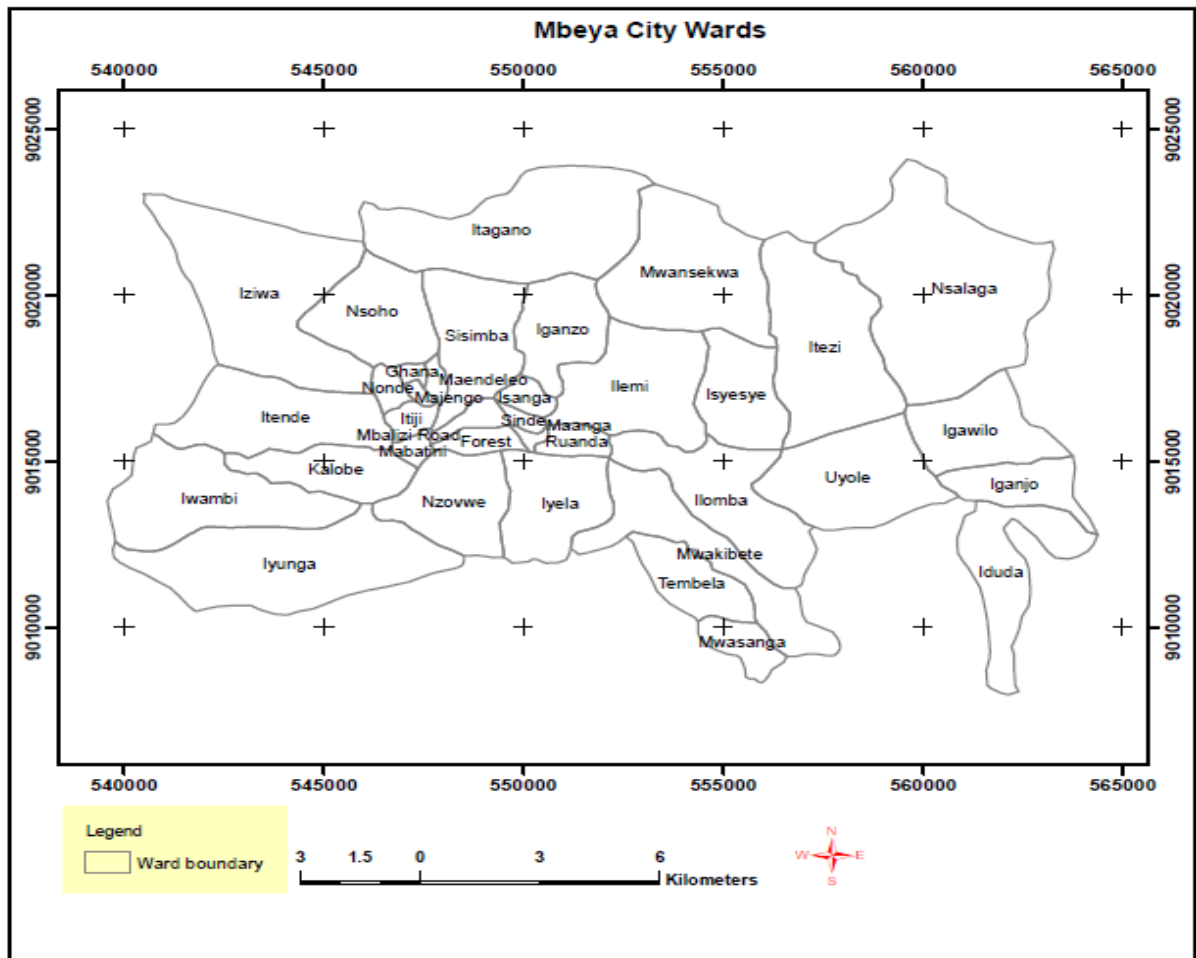 Mbeya City Wards
540000 545000 550000 555000 560000 565000
9025000 9025000
Itagano
Mwansekwa
Nsalaga
9020000 9020000
Iziwa
Nsoho
Iganzo
Sisimba
Itezi
Ghana
Maendeleo
Nonde
Ilemi
Isyesye
Majengo
Isanga
Itende
Itiji
Sinde
Maanga
Igawilo
Mbalizi Road
Forest
Ruanda
Mabatini
9015000 9015000
Kalobe
Uyole
Iganjo
Iwambi
Nzovwe
Iyela
Ilomba
Iyunga
Mwakibete
Iduda
Tembela
9010000 9010000
Mwasanga
540000 545000 550000 555000 560000 565000
Legend
Ward boundary
3 1.5 0 3 6
Kilometers
N
W E
S